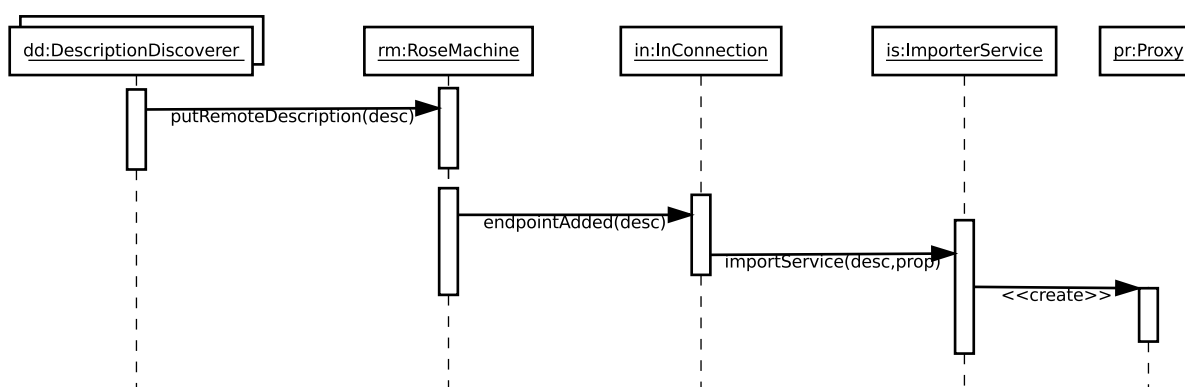 dd:DescriptionDiscoverer
rm:RoseMachine
in:InConnection
is:ImporterService
pr:Proxy
putRemoteDescription(desc)
endpointAdded(desc)
importService(desc,prop)
<<create>>